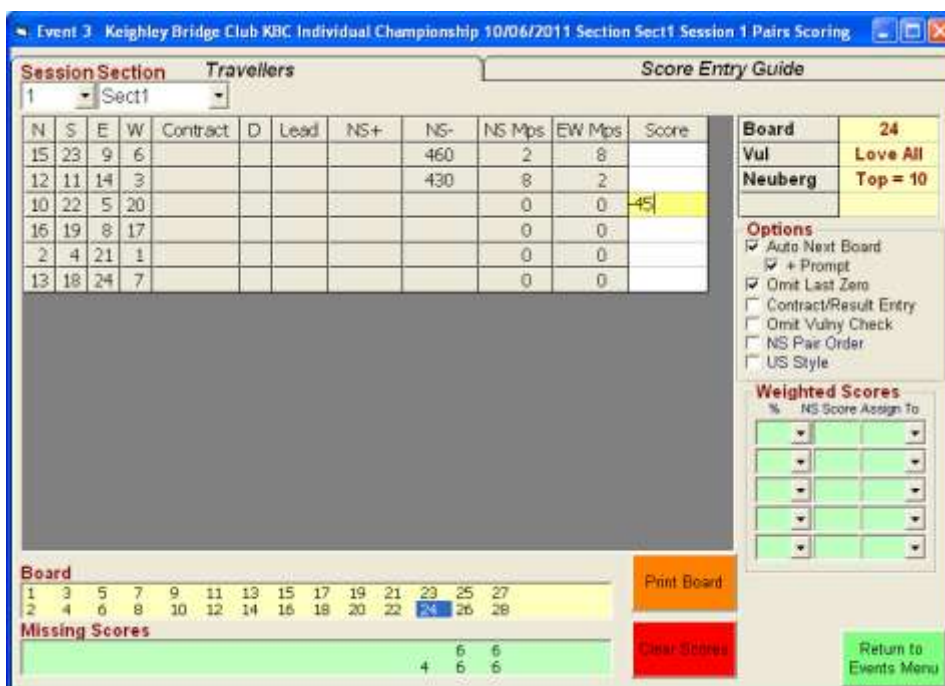 Event 3 Keighley Bridge Club KBC Individual Championship 10/06/2011 Section Sect1 Session 1 Pairs Scoring
Travellers Score Entry Guide
Session Section
1 Sect1
N S E W Contract D Lead NS+ NS- NS Mps EW Mps Score
15 23 9 6 460 2 8
12 11 14 3 430 8 2
10 22 5 20 0 0 -45
16 19 8 17 0 0
2 4 21 1 0 0
13 18 24 7 0 0
Board 24
Vul Love All
Neuberg Top = 10
Options
Auto Next Board
+ Prompt
Omit Last Zero
Contract/Result Entry
Omit Vulny Check
NS Pair Order
US Style
Weighted Scores
% NS Score Assign To
Board
1 3 5 7 9 11 13 15 17 19 21 23 25 27
2 4 6 8 10 12 14 16 18 20 22 24 26 28
Missing Scores
6 6
4 6 6
Print Board
Clear Scores
Return to
Events Menu